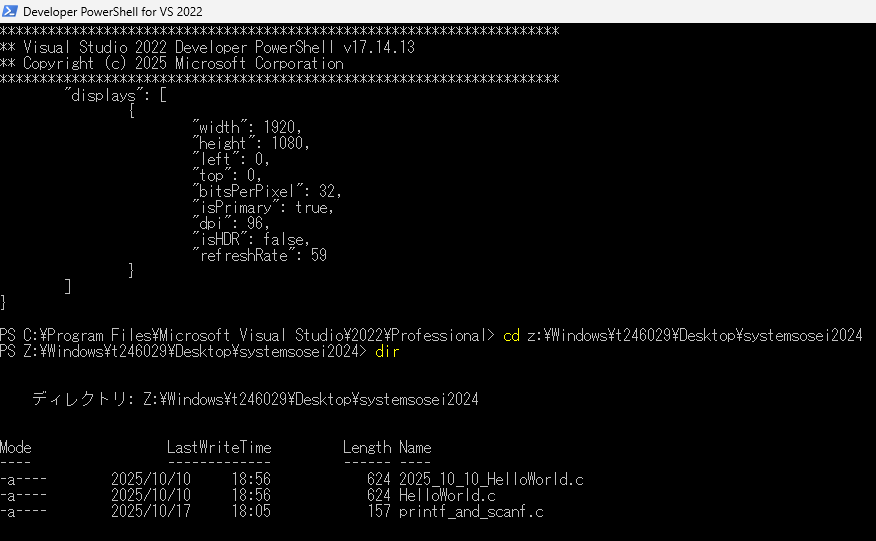 Developer PowerShell for VS 2022
**********************************************************************
** Visual Studio 2022 Developer PowerShell v17.14.13
** Copyright (c) 2025 Microsoft Corporation
**********************************************************************
"displays": [
{
"width": 1920,
"height": 1080,
"left": 0,
"top": 0,
"bitsPerPixel": 32,
"isPrimary": true,
"dpi": 96,
"isHDR": false,
"refreshRate": 59
}
]
}
PS C:¥Program Files¥Microsoft Visual Studio¥2022¥Professional> cd z:¥Windows¥t246029¥Desktop¥systemsosei2024
PS Z:¥Windows¥t246029¥Desktop¥systemsosei2024> dir
ディレクトリ: Z:¥Windows¥t246029¥Desktop¥systemsosei2024
Mode LastWriteTime Length Name
---- ------------- ------ ----
-a---- 2025/10/10 18:56 624 2025_10_10_HelloWorld.c
-a---- 2025/10/10 18:56 624 HelloWorld.c
-a---- 2025/10/17 18:05 157 printf_and_scanf.c